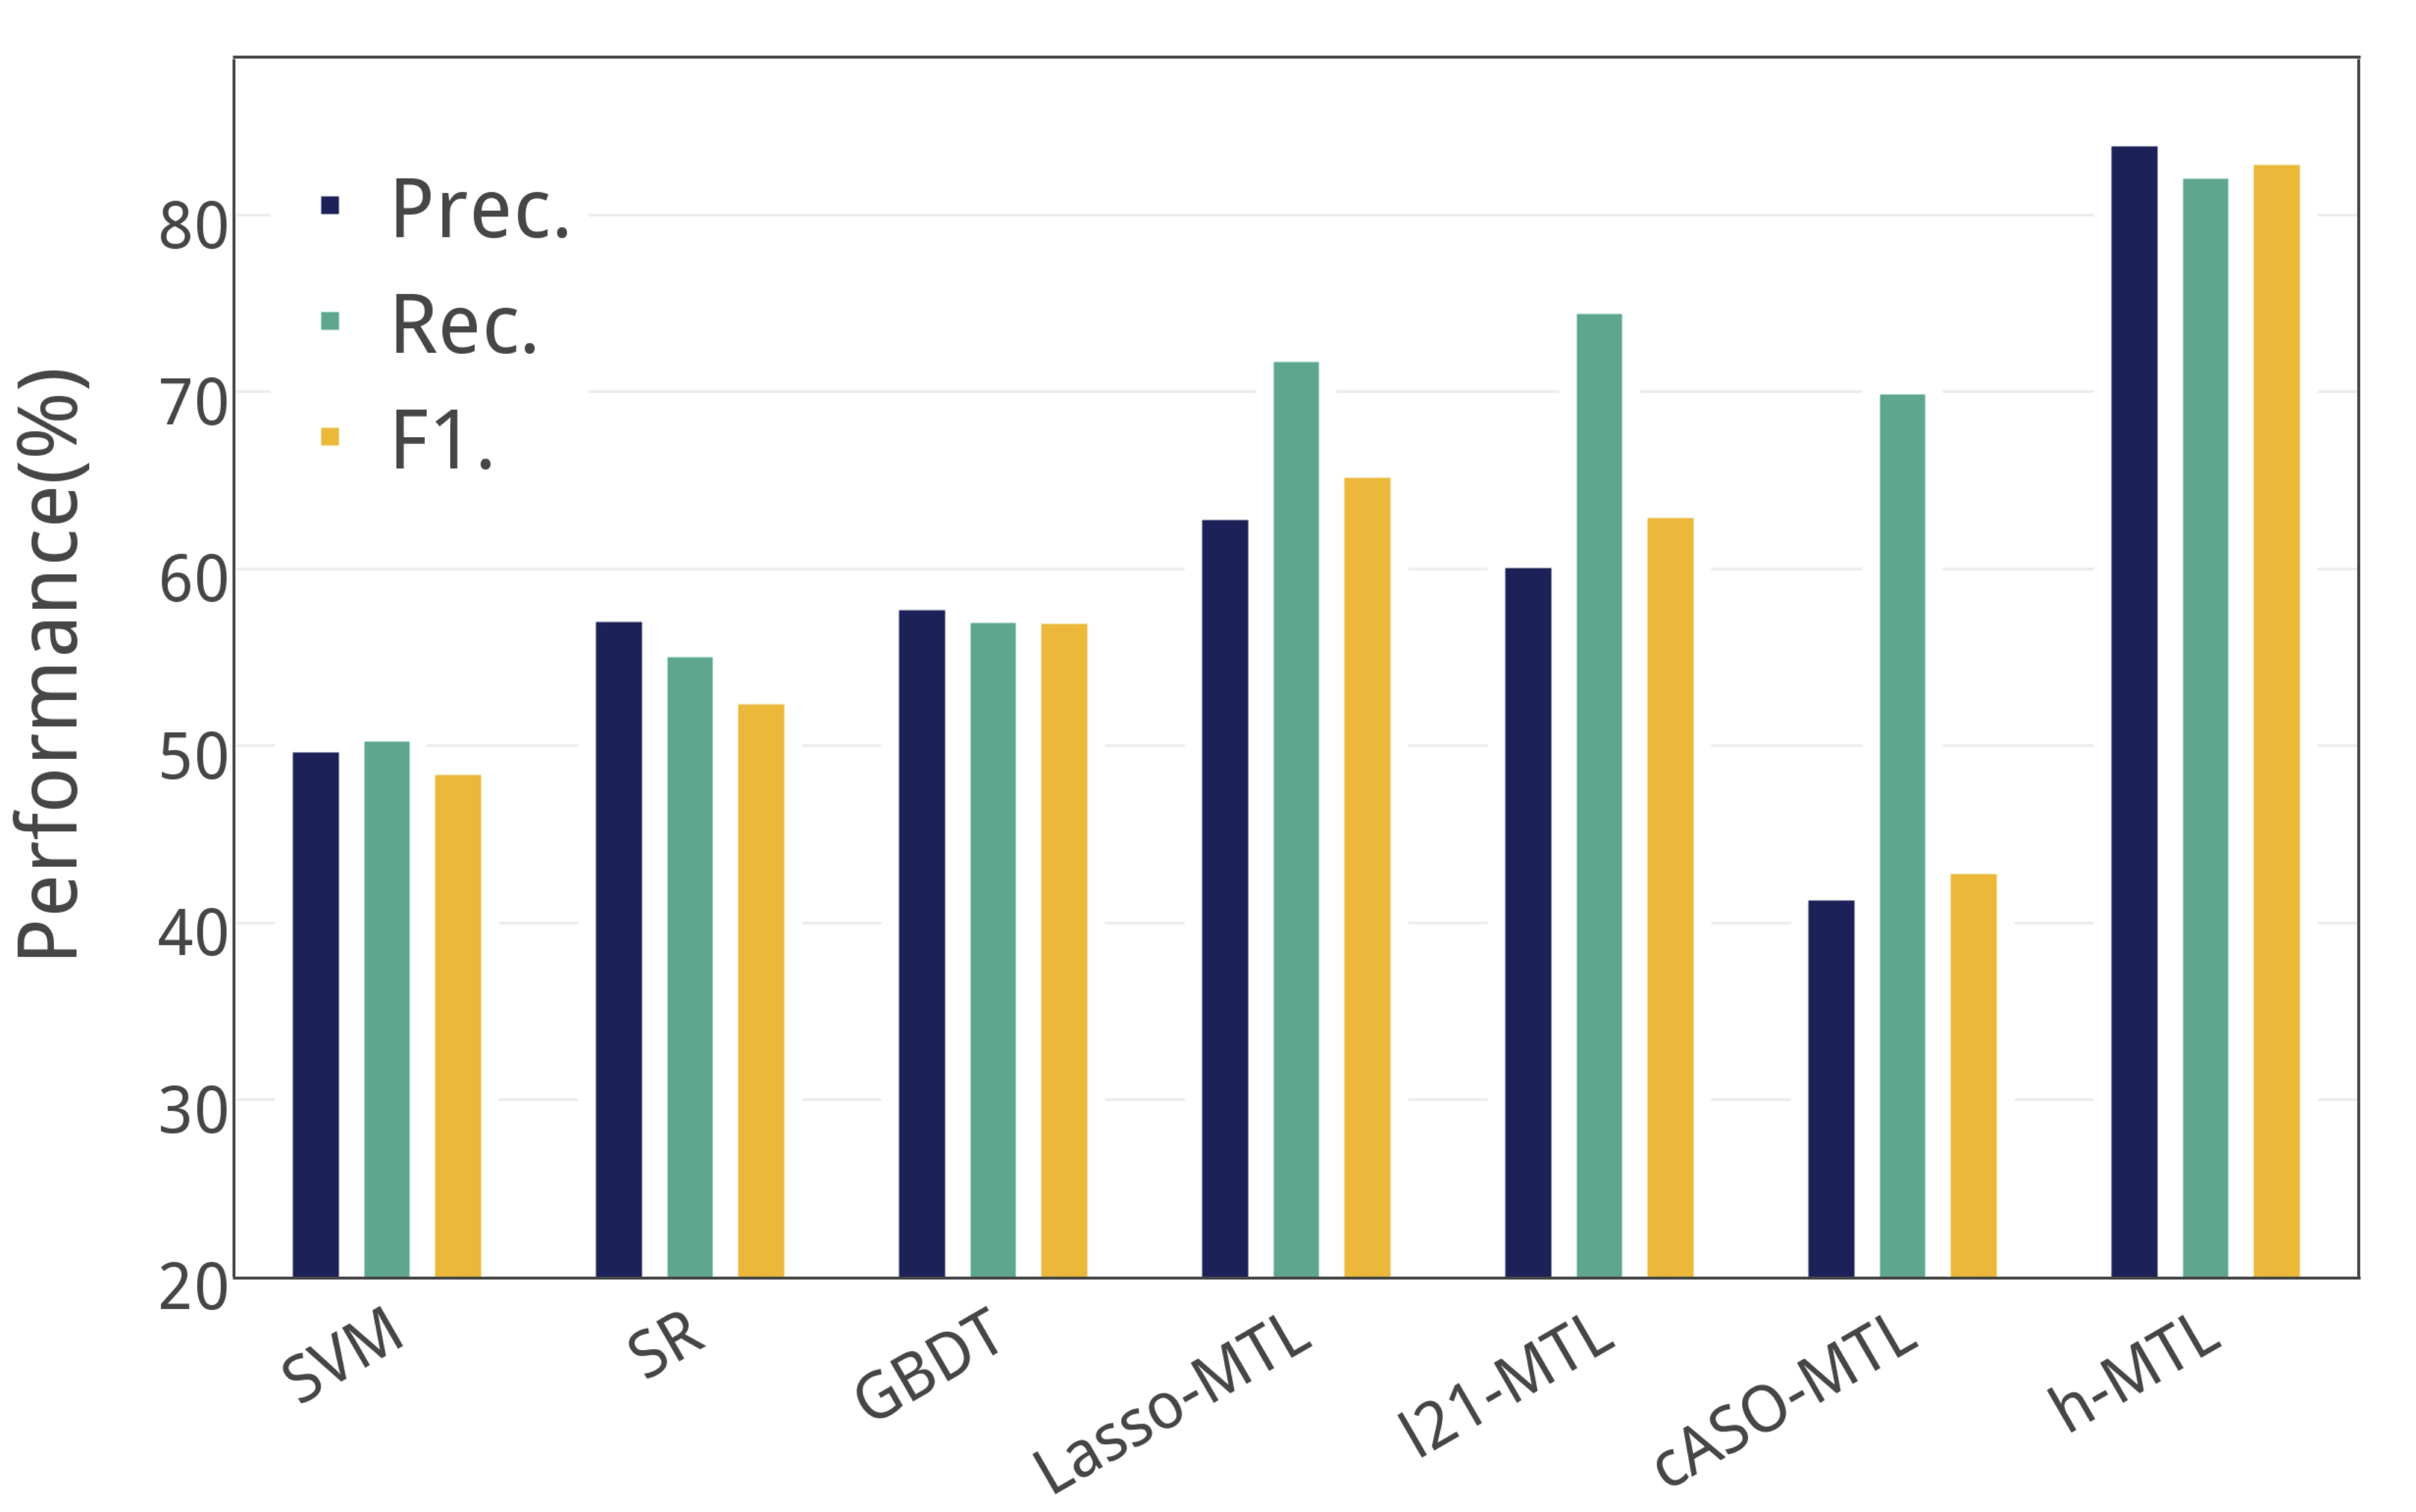 Performance(%)
80
70
60
50
40
30
20
Prec.
Rec.
F1.
SVM
SR
GBDT
Lasso-MTL
l21-MTL
cASO-MTL
h-MTL